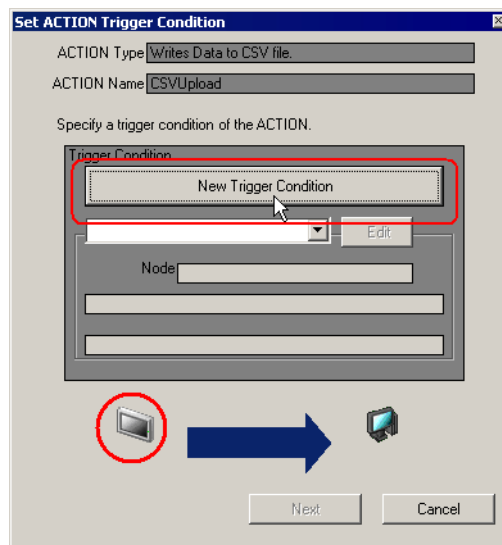 Set ACTION Trigger Condition
ACTION Type Writes Data to CSV file.
ACTION Name CSVUpload
Specify a trigger condition of the ACTION.
Trigger Condition
New Trigger Condition
Edit
Node
Next Cancel